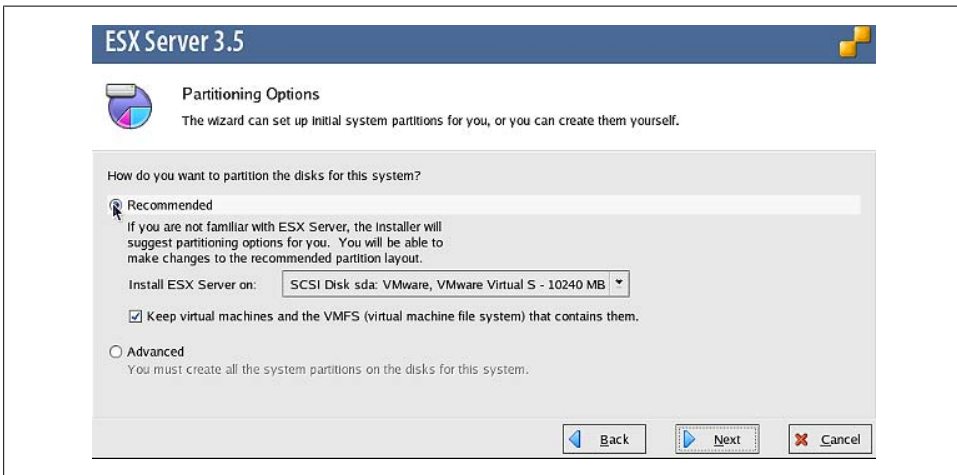 ESX Server 3.5
Partitioning Options
The wizard can set up initial system partitions for you, or you can create them yourself.
How do you want to partition the disks for this system?
Recommended
If you are not familiar with ESX Server, the installer will
suggest partitioning options for you. You will be able to
make changes to the recommended partition layout.
Install ESX Server on: SCSI Disk sda: VMware, VMware Virtual S - 10240 MB
Keep virtual machines and the VMFS (virtual machine file system) that contains them.
Advanced
You must create all the system partitions on the disks for this system.
Back Next Cancel